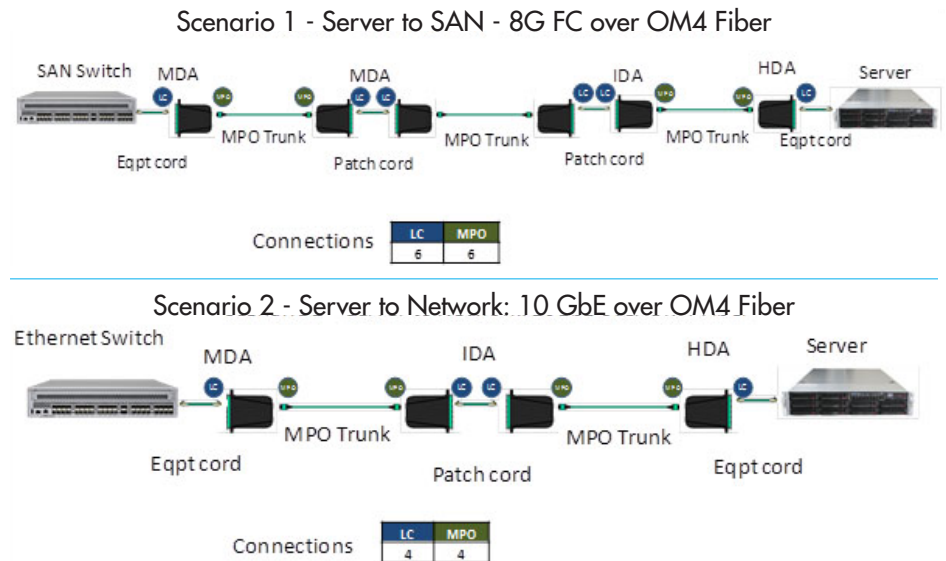 Scenario 1 - Server to SAN - 8G FC over OM4 Fiber
SAN Switch MDA MDA IDA HDA Server
LC MPO MPO LC LC LC LC MPO MPO LC
MPO Trunk MPO Trunk MPO Trunk
Eqpt cord Patch cord Patch cord Eqpt cord
Connections
LC MPO
6 6
Scenario 2 - Server to Network: 10 GbE over OM4 Fiber
Ethernet Switch MDA IDA HDA Server
LC MPO MPO LC LC MPO MPO LC
MPO Trunk MPO Trunk
Eqpt cord Patch cord Eqpt cord
Connections
LC MPO
4 4